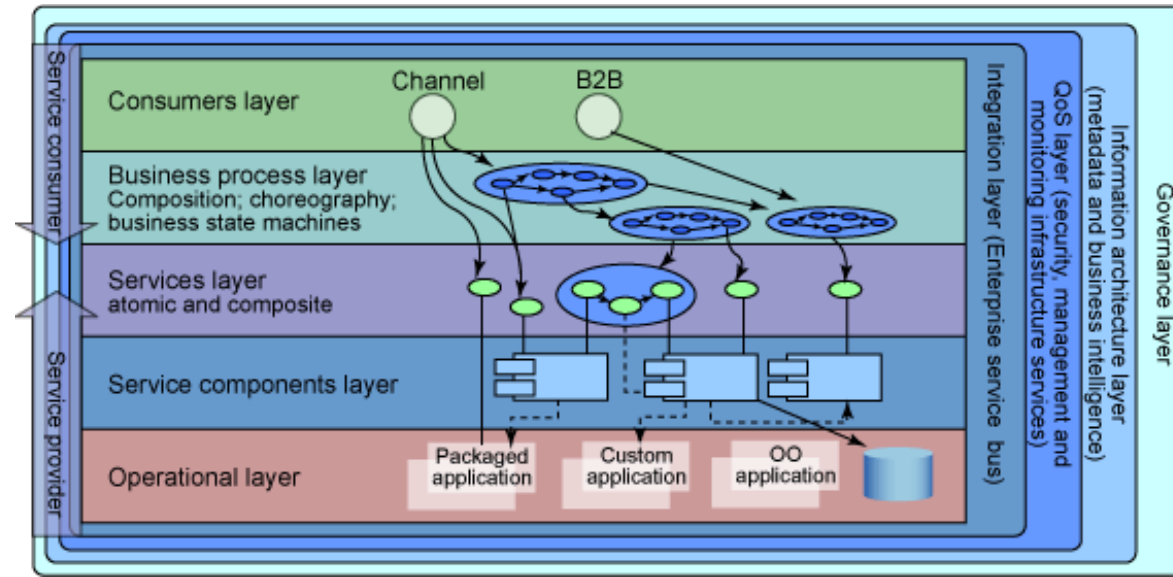 Channel
B2B
Consumers layer
Business process layer
Composition; choreography;
business state machines
Services layer
atomic and composite
Service components layer
Operational layer
Packaged
application
Custom
application
OO
application
Service consumer
Service provider
Integration layer (Enterprise service bus)
QoS layer (security, management and
monitoring infrastructure services)
Information architecture layer
(metadata and business intelligence)
Governance layer